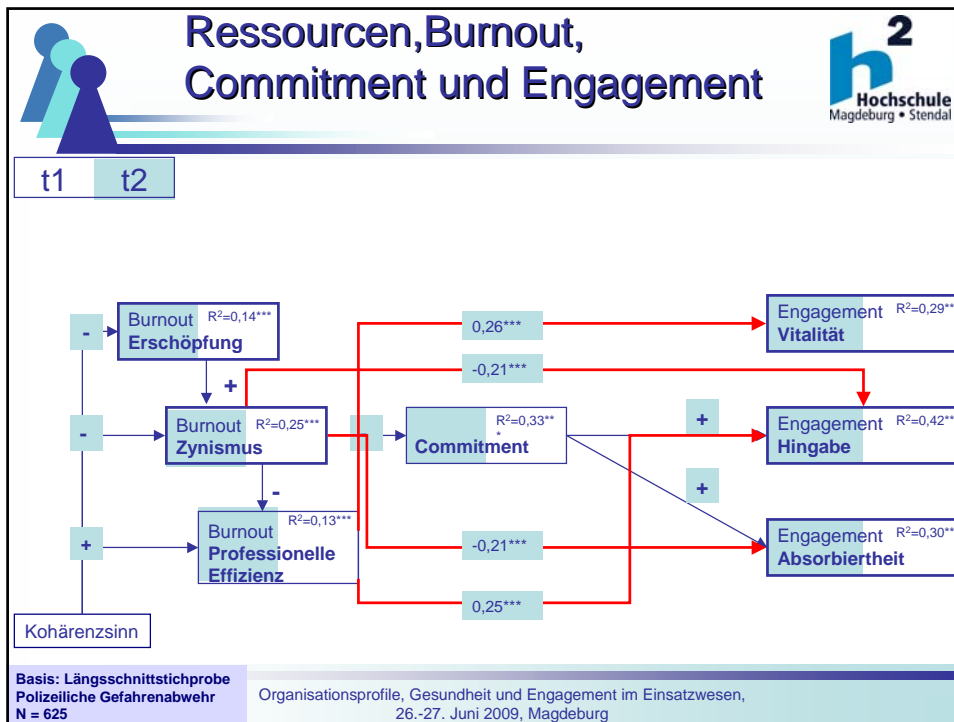 Ressourcen,Burnout,
Commitment und Engagement
h2
Hochschule
Magdeburg • Stendal
t1 t2
Burnout R²=0,14***
Erschöpfung
-
+
Burnout R²=0,25***
Zynismus
-
-
Burnout R²=0,13***
Professionelle
Effizienz
+
Kohärenzsinn
0,26***
-0,21***
R²=0,33**
*
Commitment
+
+
-0,21***
0,25***
Engagement R²=0,29**
Vitalität
Engagement R²=0,42**
Hingabe
Engagement R²=0,30**
Absorbiertheit
Basis: Längsschnittstichprobe
Polizeiliche Gefahrenabwehr
N = 625
Organisationsprofile, Gesundheit und Engagement im Einsatzwesen,
26.-27. Juni 2009, Magdeburg